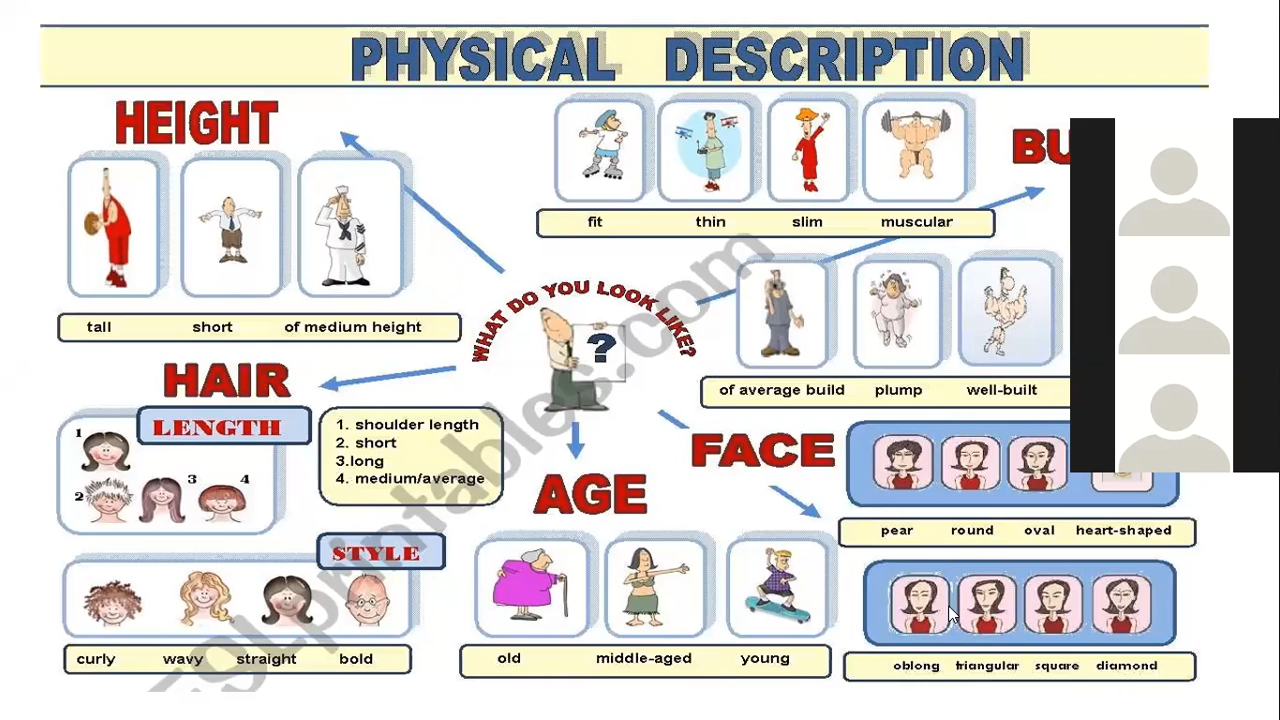 PHYSICAL DESCRIPTION
HEIGHT
tall short of medium height
fit thin slim muscular
of average build plump well-built
WHAT DO YOU LOOK LIKE?
?
HAIR
LENGTH
1
2
3
4
1. shoulder length
2. short
3.long
4. medium/average
STYLE
curly wavy straight bold
AGE
old middle-aged young
FACE
pear round oval heart-shaped
oblong triangular square diamond
ESLprintables.com